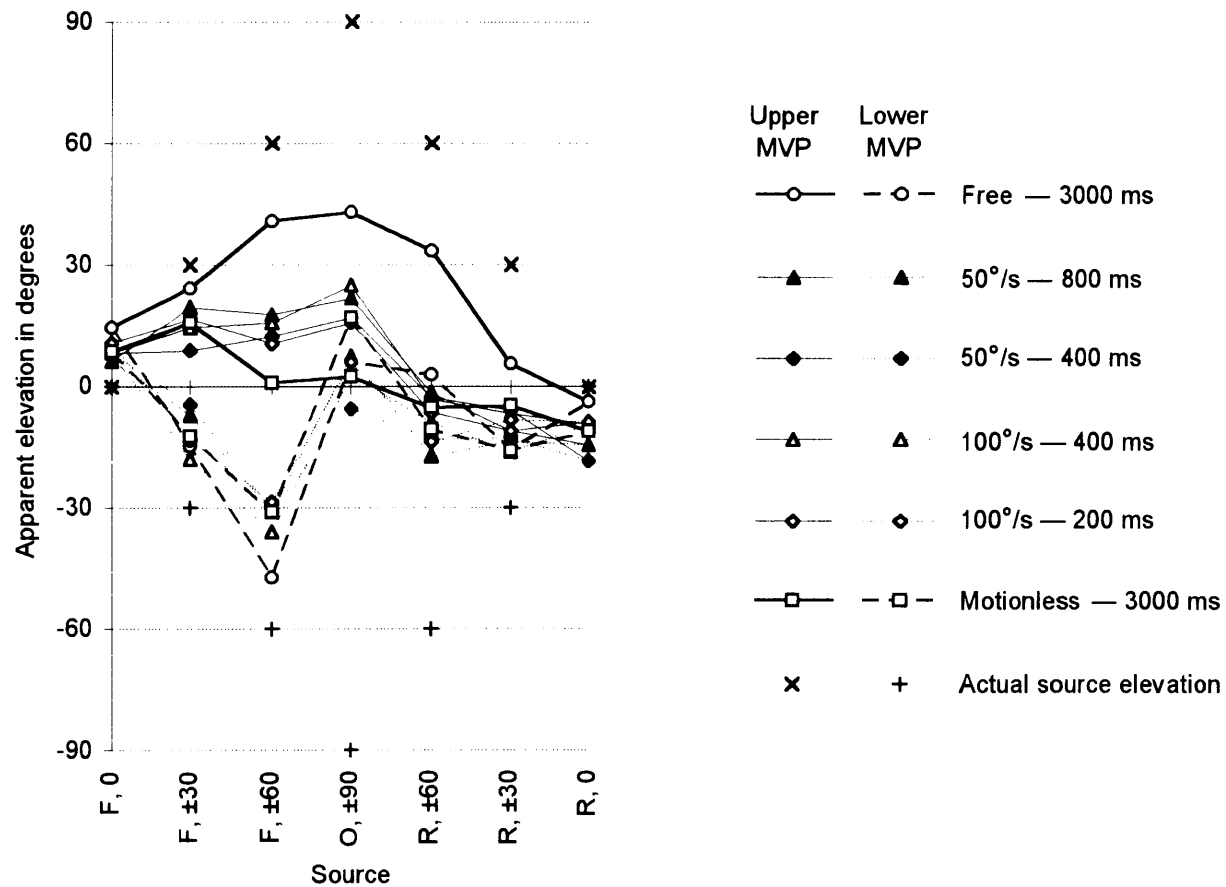 90
60
30
0
-30
-60
-90
Apparent elevation in degrees
F, 0
F, ±30
F, ±60
O, ±90
R, ±60
R, ±30
R, 0
Source
Upper MVP
Lower MVP
Free — 3000 ms
50°/s — 800 ms
50°/s — 400 ms
100°/s — 400 ms
100°/s — 200 ms
Motionless — 3000 ms
Actual source elevation